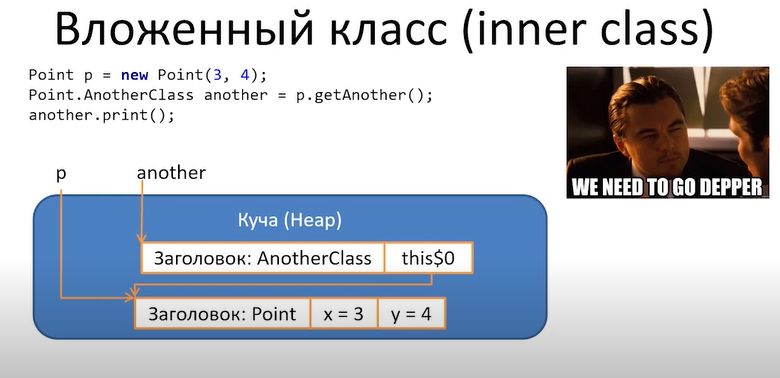 Вложенный класс (inner class)
Point p = new Point(3, 4);
Point.AnotherClass another = p.getAnother();
another.print();
WE NEED TO GO DEPPER
p
another
Куча (Heap)
Заголовок: AnotherClass
this$0
Заголовок: Point
x = 3
y = 4